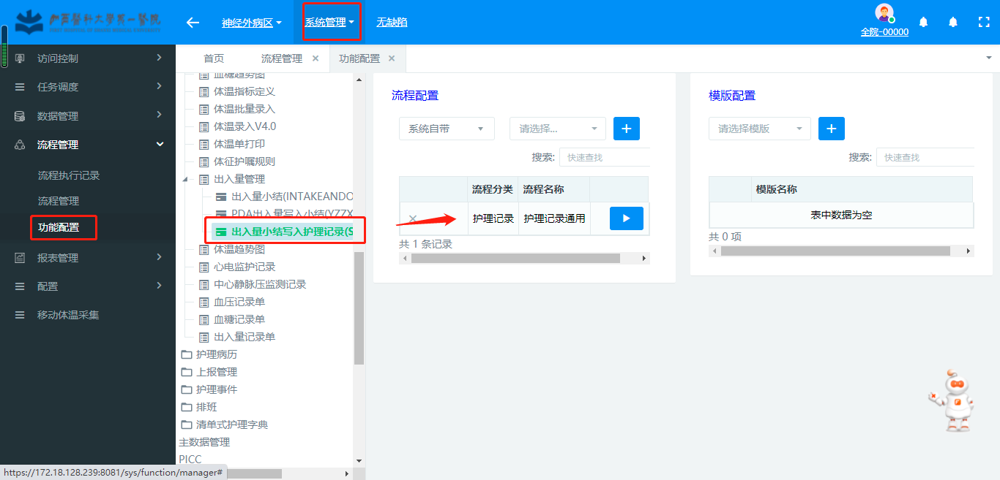 广西医科大学第一医院
神经外病区
系统管理
无缺陷
全院-00000
访问控制
任务调度
数据管理
流程管理
流程执行记录
流程管理
功能配置
报表管理
配置
移动体温采集
首页
流程管理
功能配置
血糖趋势图
体温指标定义
体温批量录入
体温录入V4.0
体温单打印
体征护嘱规则
出入量管理
出入量小结(INTAKEANDO
PDA出入量写入小结(YZZX
出入量小结写入护理记录(S
体温趋势图
心电监护记录
中心静脉压监测记录
血压记录单
血糖记录单
出入量记录单
护理病历
上报管理
护理事件
排班
清单式护理字典
主数据管理
PICC
流程配置
系统自带
请选择...
搜索: 快速查找
流程分类 流程名称
护理记录 护理记录通用
共 1 条记录
模版配置
请选择模版
搜索: 快速查找
模版名称
表中数据为空
共 0 项
https://172.18.128.239:8081/sys/function/manager#